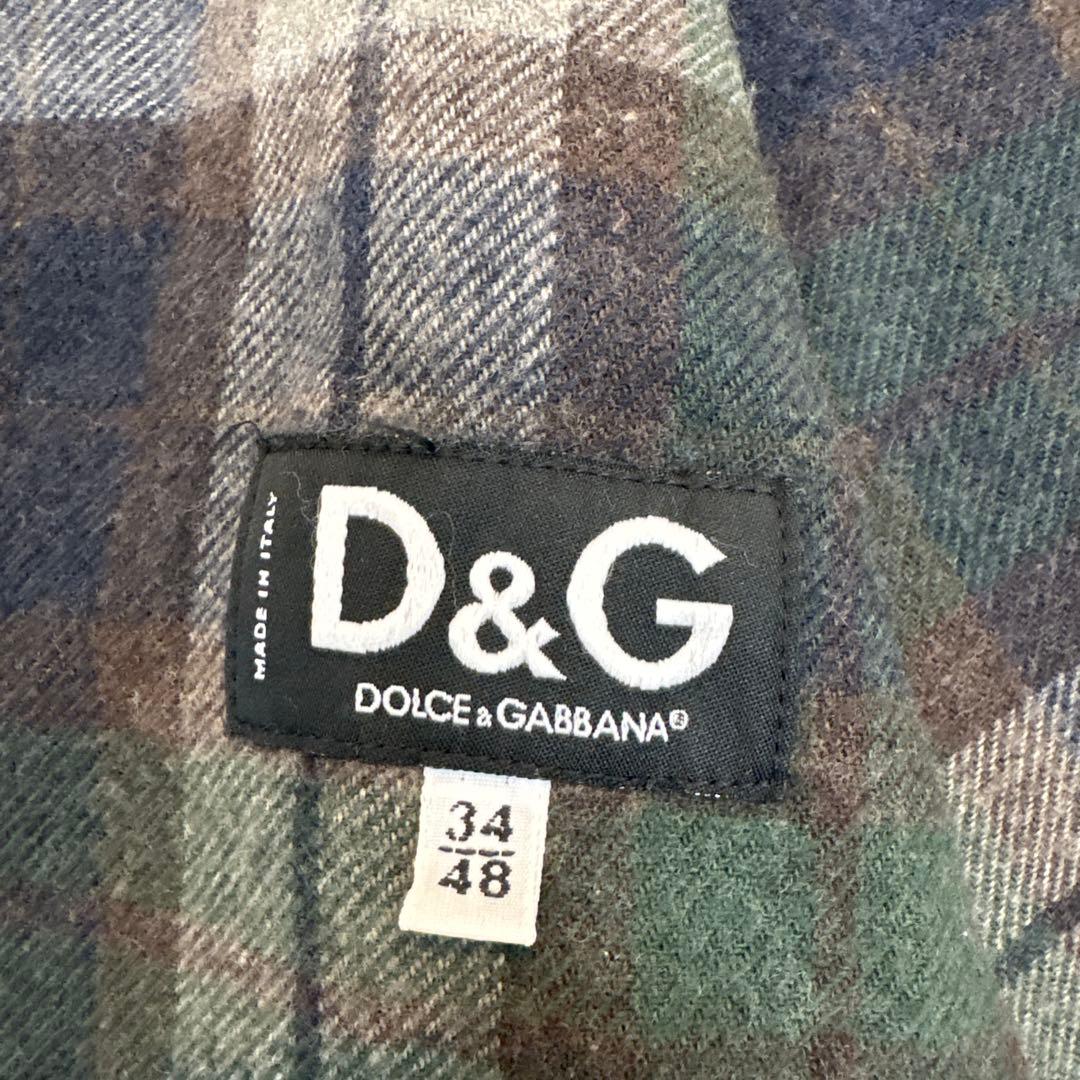 MADE IN ITALY
D&G
DOLCE & GABBANA®
34
48